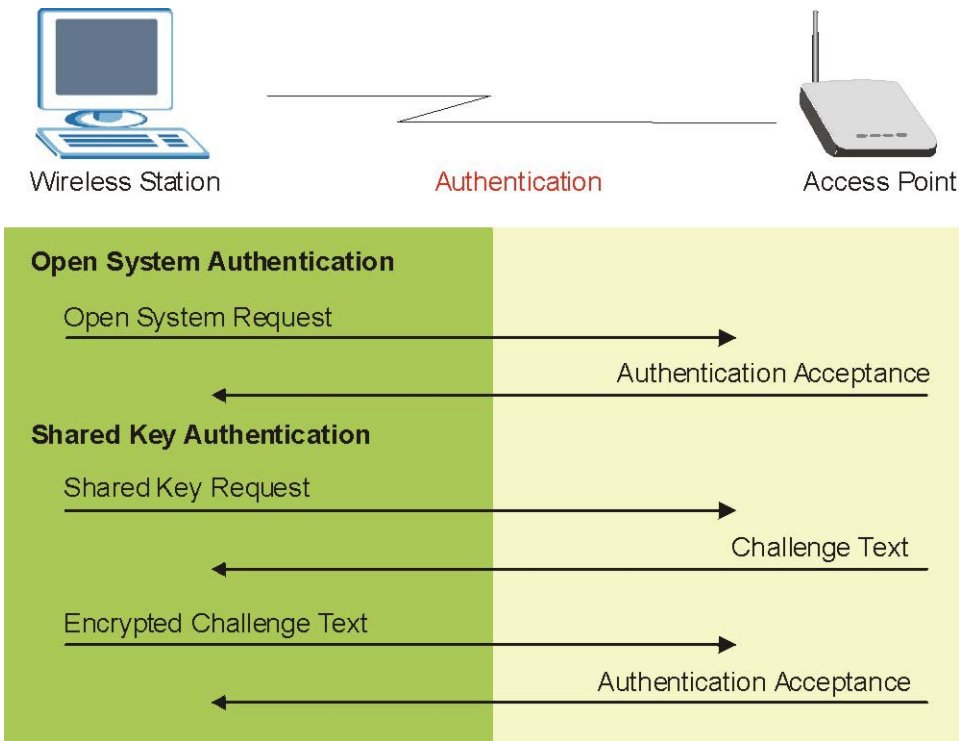 Wireless Station
Authentication
Access Point
Open System Authentication
Open System Request
Authentication Acceptance
Shared Key Authentication
Shared Key Request
Challenge Text
Encrypted Challenge Text
Authentication Acceptance